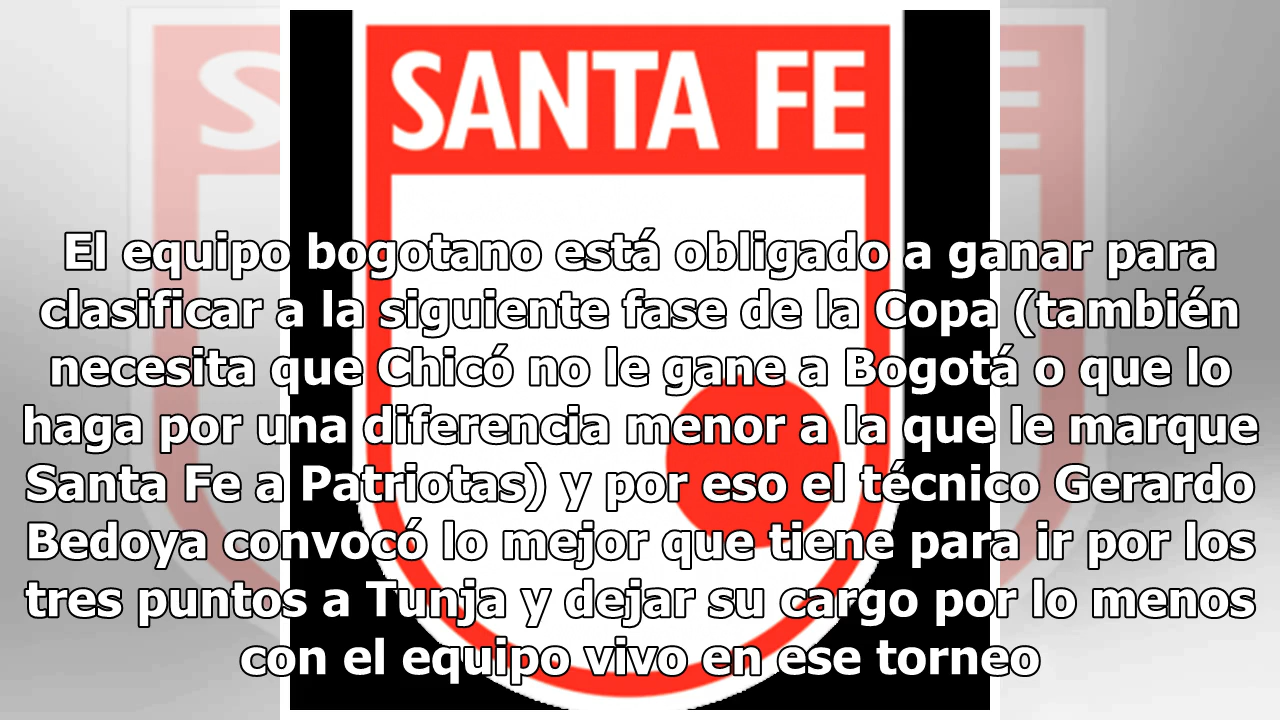 SANTA FE
El equipo bogotano está obligado a ganar para
clasificar a la siguiente fase de la Copa (también
necesita que Chicó no le gane a Bogotá o que lo
haga por una diferencia menor a la que le marque
Santa Fe a Patriotas) y por eso el técnico Gerardo
Bedoya convocó lo mejor que tiene para ir por los
tres puntos a Tunja y dejar su cargo por lo menos
con el equipo vivo en ese torneo